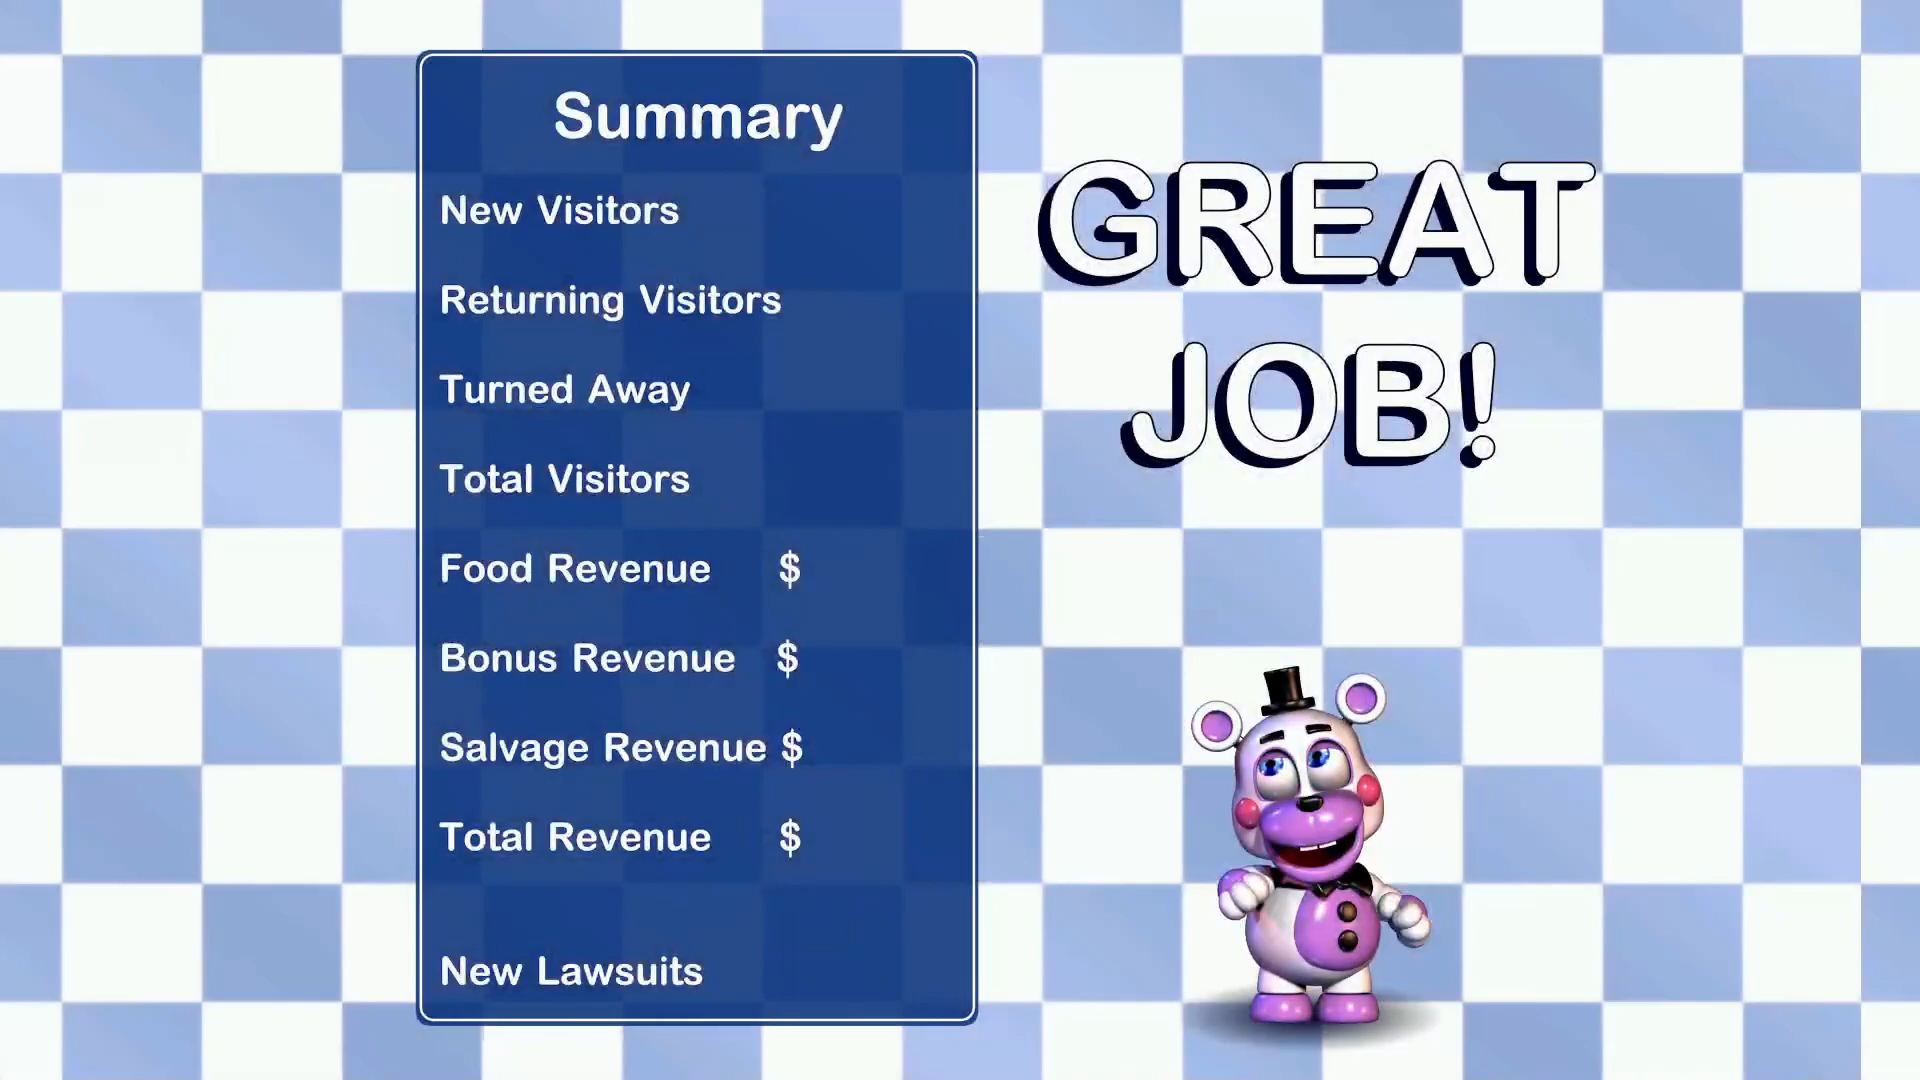 Summary
New Visitors
Returning Visitors
Turned Away
Total Visitors
Food Revenue $
Bonus Revenue $
Salvage Revenue $
Total Revenue $
New Lawsuits
GREAT
JOB!